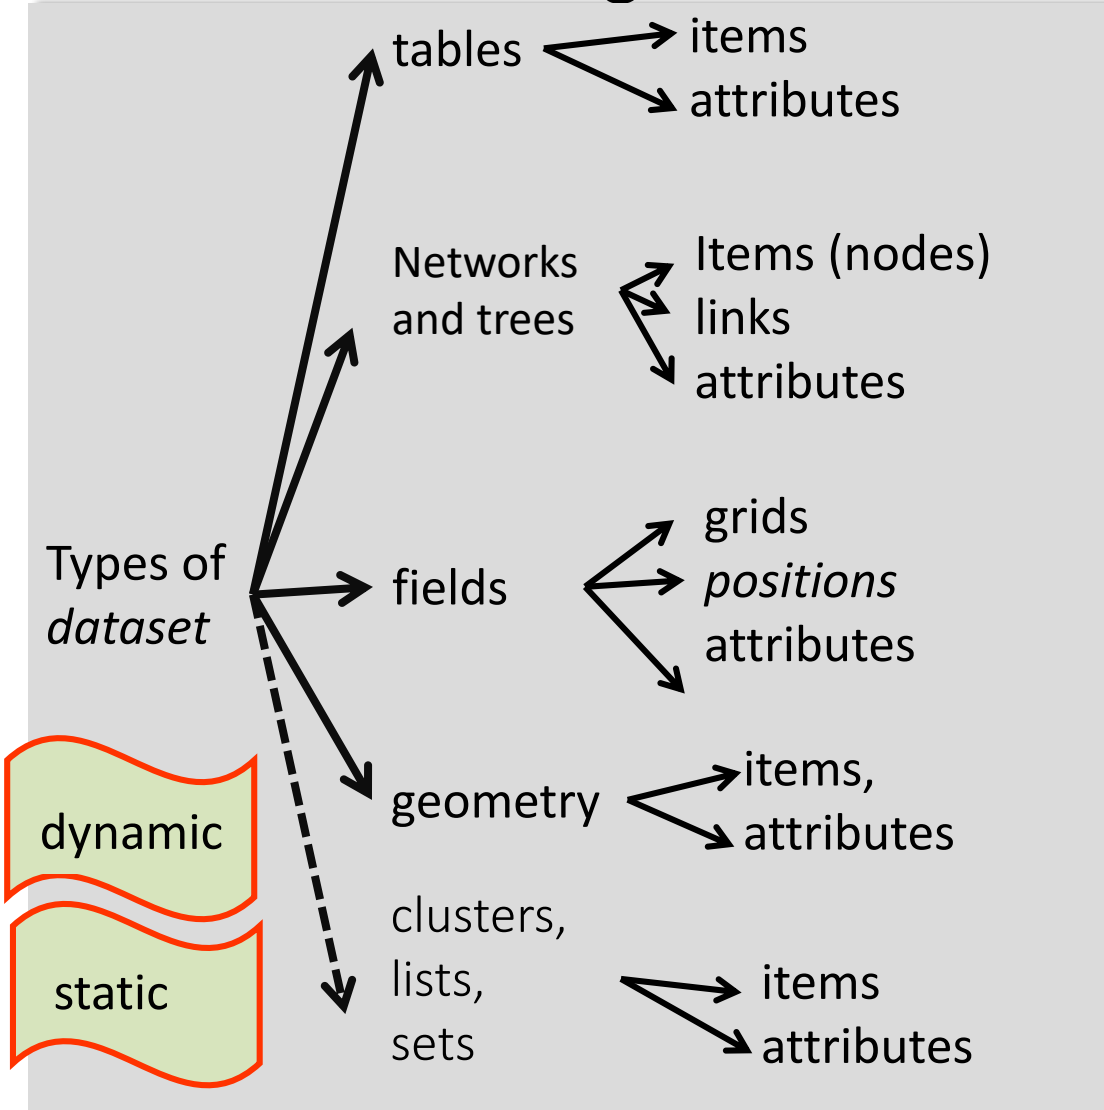 tables
items
attributes
Networks
and trees
Items (nodes)
links
attributes
Types of
dataset
fields
grids
positions
attributes
dynamic
geometry
items,
attributes
static
clusters,
lists,
sets
items
attributes